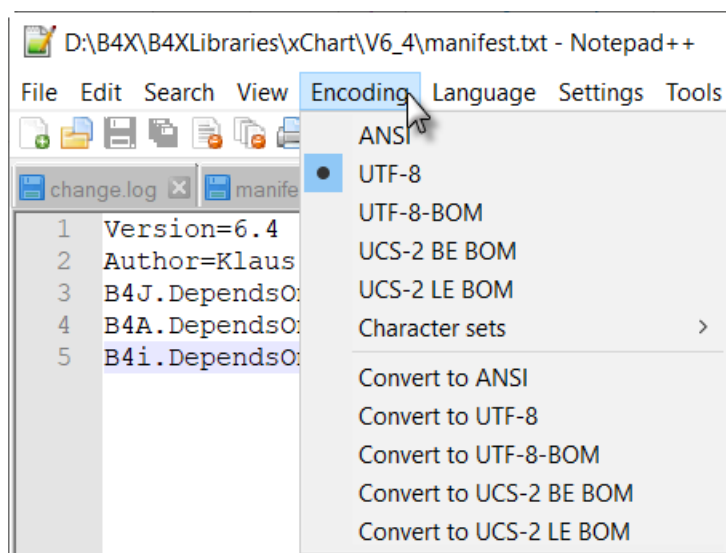 D:\B4X\B4XLibraries\xChart\V6_4\manifest.txt - Notepad++
File Edit Search View Encoding Language Settings Tools
change.log manife
1 Version=6.4
2 Author=Klaus
3 B4J.DependsO
4 B4A.DependsO
5 B4i.DependsO
ANSI
UTF-8
UTF-8-BOM
UCS-2 BE BOM
UCS-2 LE BOM
Character sets
Convert to ANSI
Convert to UTF-8
Convert to UTF-8-BOM
Convert to UCS-2 BE BOM
Convert to UCS-2 LE BOM